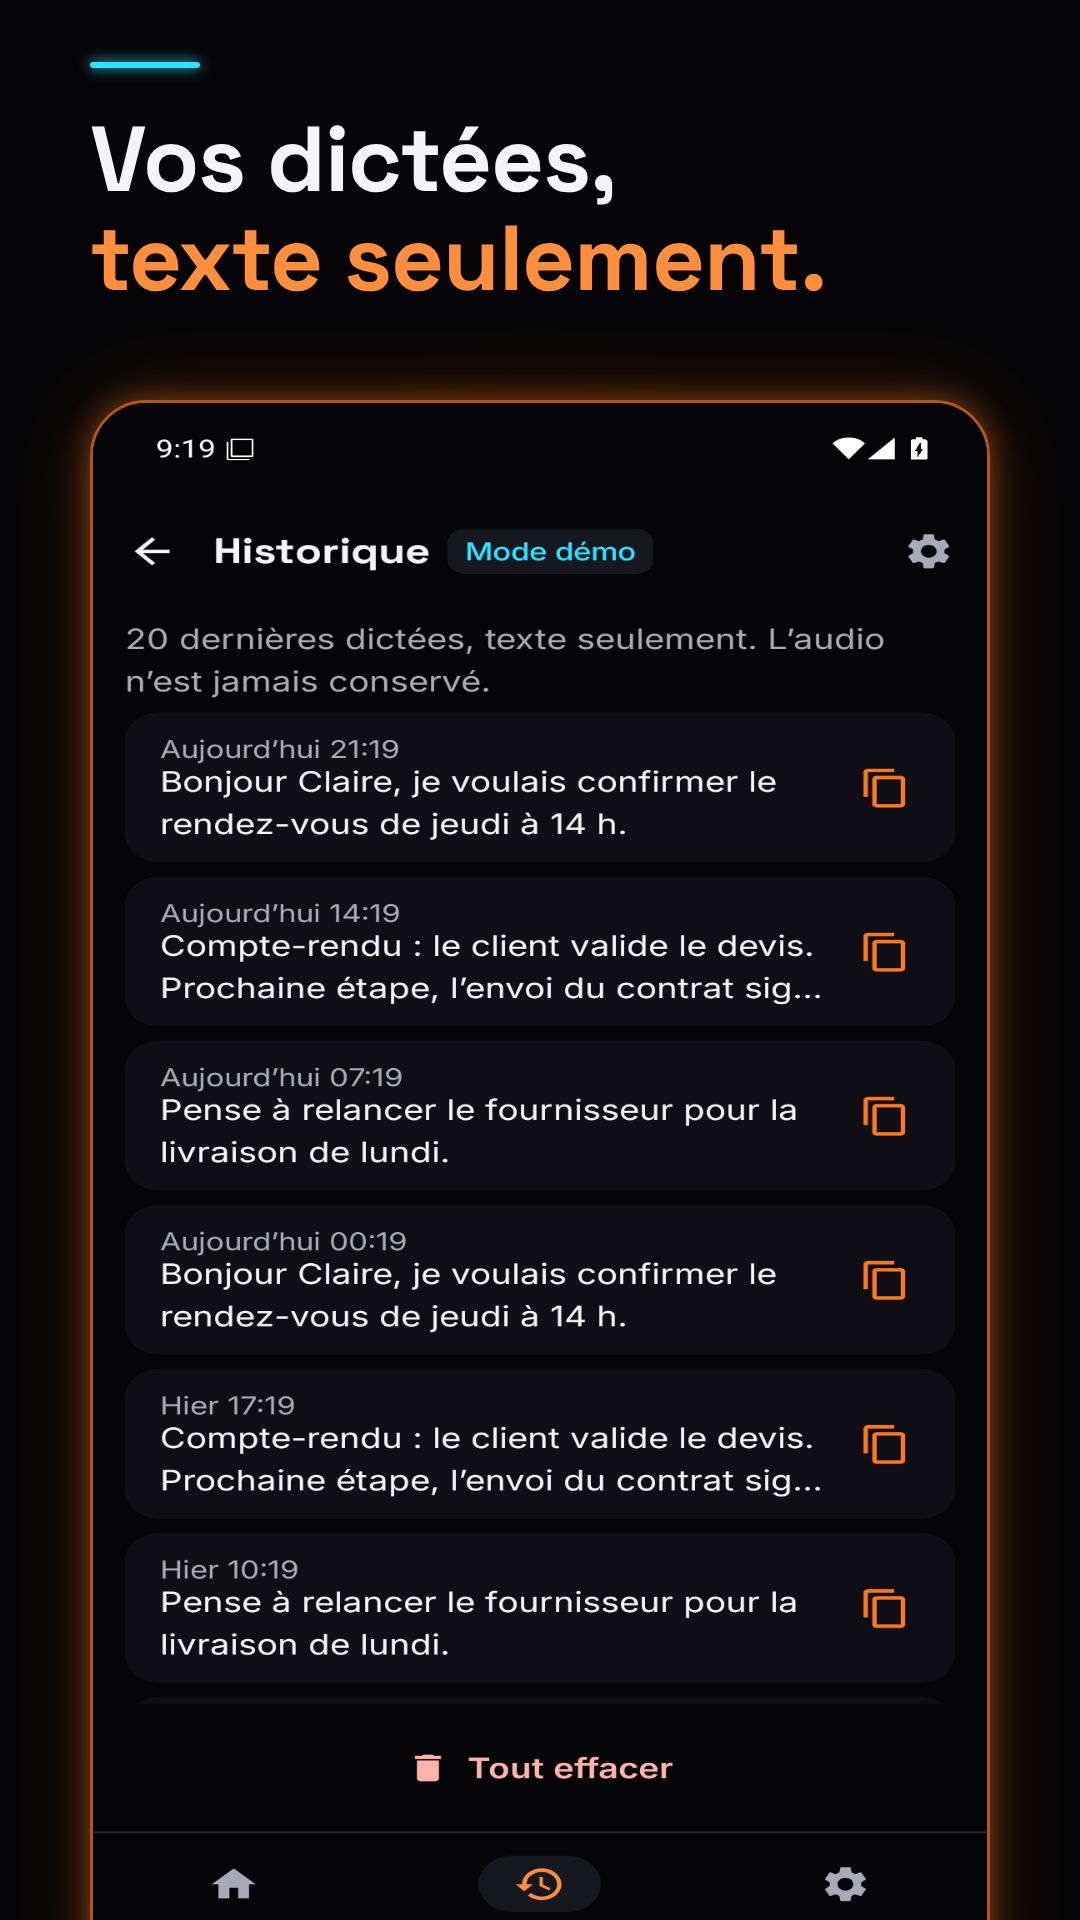 Vos dictées,
texte seulement.
9:19
Historique
Mode démo
20 dernières dictées, texte seulement. L’audio
n’est jamais conservé.
Aujourd’hui 21:19
Bonjour Claire, je voulais confirmer le
rendez-vous de jeudi à 14 h.
Aujourd’hui 14:19
Compte-rendu : le client valide le devis.
Prochaine étape, l’envoi du contrat sig...
Aujourd’hui 07:19
Pense à relancer le fournisseur pour la
livraison de lundi.
Aujourd’hui 00:19
Bonjour Claire, je voulais confirmer le
rendez-vous de jeudi à 14 h.
Hier 17:19
Compte-rendu : le client valide le devis.
Prochaine étape, l’envoi du contrat sig...
Hier 10:19
Pense à relancer le fournisseur pour la
livraison de lundi.
Tout effacer